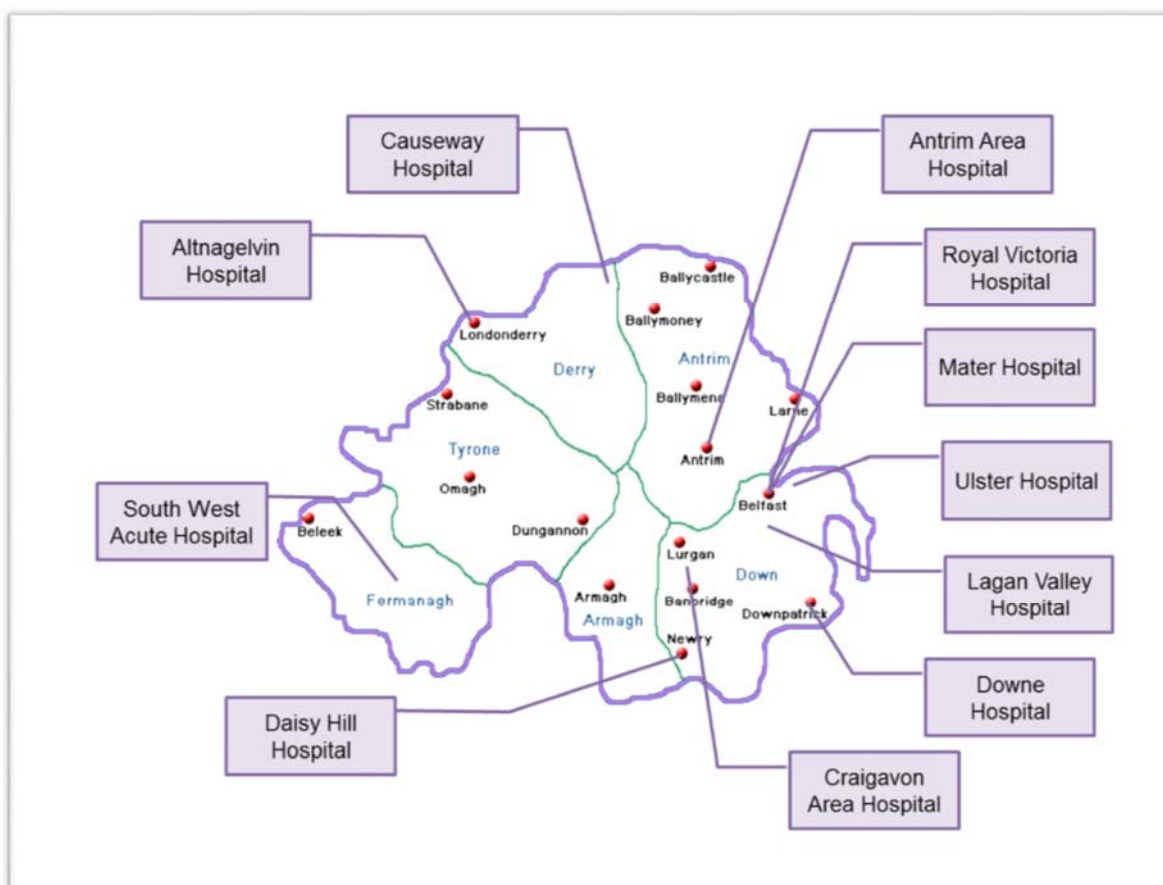 Causeway
Hospital
Antrim Area
Hospital
Altnagelvin
Hospital
Royal Victoria
Hospital
Mater Hospital
Ulster Hospital
South West
Acute Hospital
Lagan Valley
Hospital
Downe
Hospital
Daisy Hill
Hospital
Craigavon
Area Hospital
Ballycastle
Ballymoney
Londonderry
Derry
Antrim
Ballymena
Larne
Strabane
Tyrone
Antrim
Omagh
Belfast
Beleek
Dungannon
Lurgan
Down
Fermanagh
Armagh
Banbridge
Downpatrick
Armagh
Newry